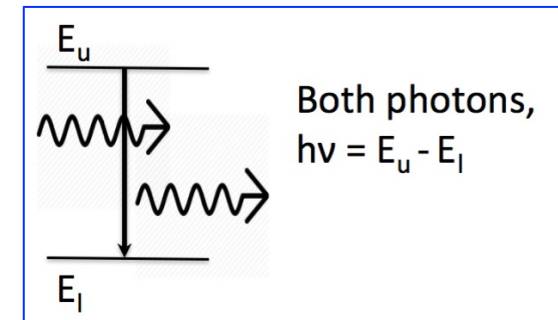 Eᵤ
Both photons,
hν = Eᵤ - Eₗ
Eₗ